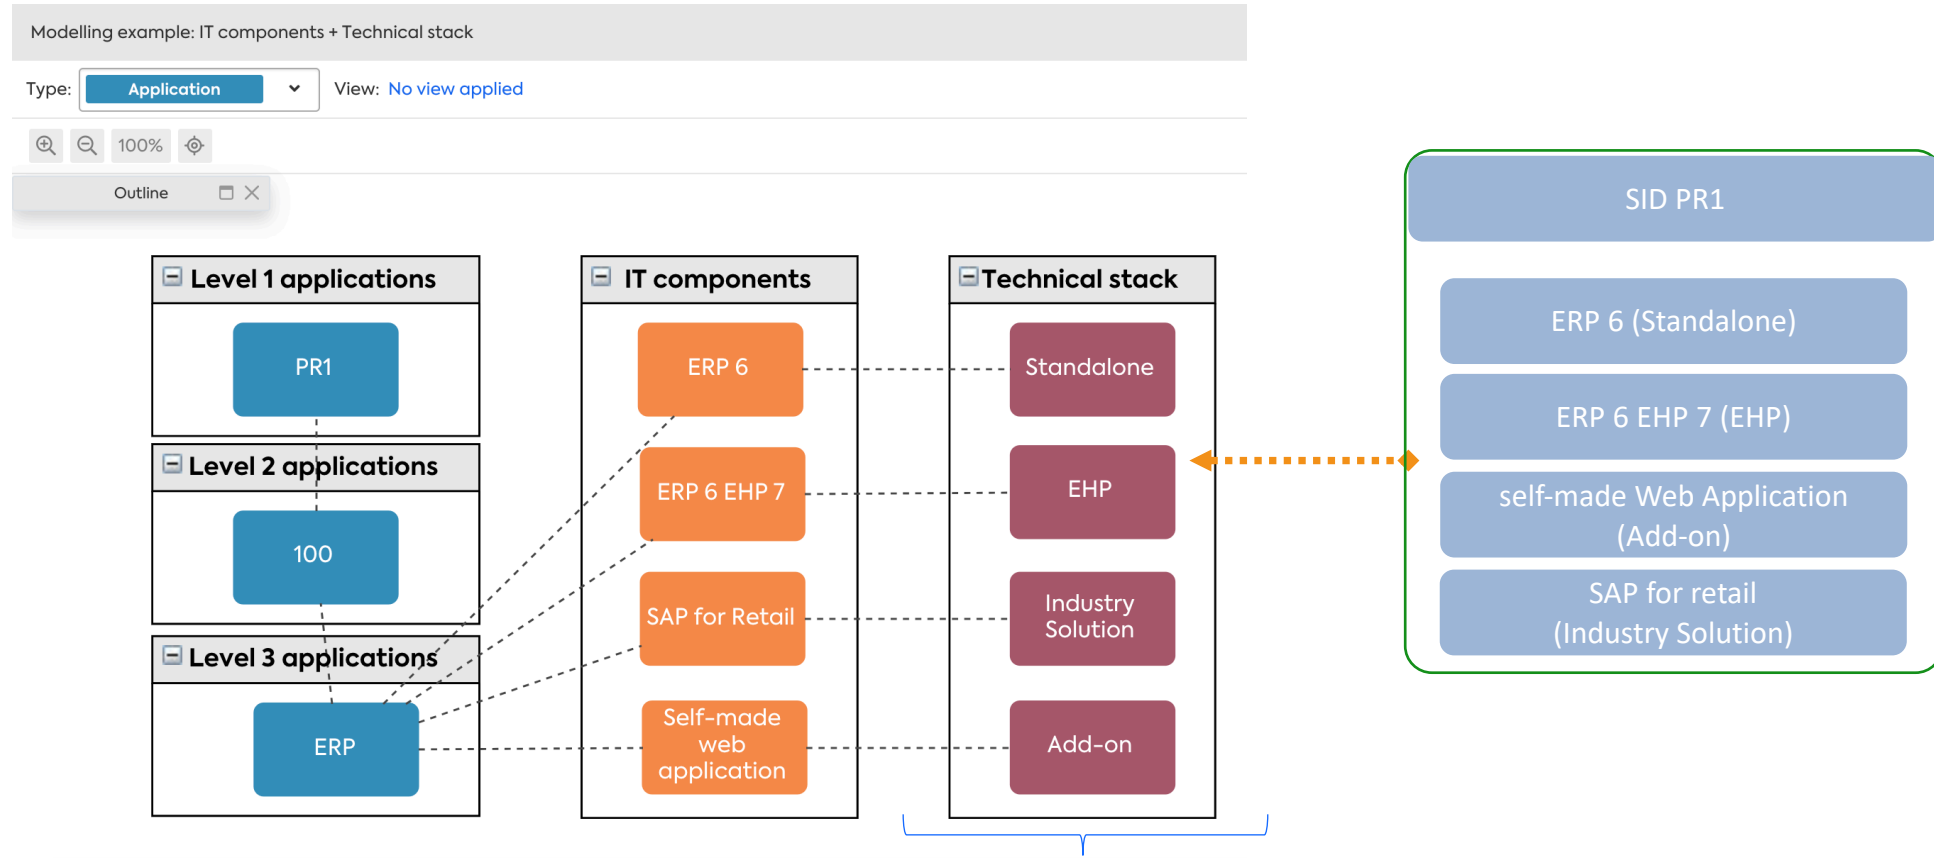 Modelling example: IT components + Technical stack
Type:
Application
View: No view applied
100%
Outline
Level 1 applications
PR1
Level 2 applications
100
Level 3 applications
ERP
IT components
ERP 6
ERP 6 EHP 7
SAP for Retail
Self-made
web
application
Technical stack
Standalone
EHP
Industry
Solution
Add-on
SID PR1
ERP 6 (Standalone)
ERP 6 EHP 7 (EHP)
self-made Web Application
(Add-on)
SAP for retail
(Industry Solution)